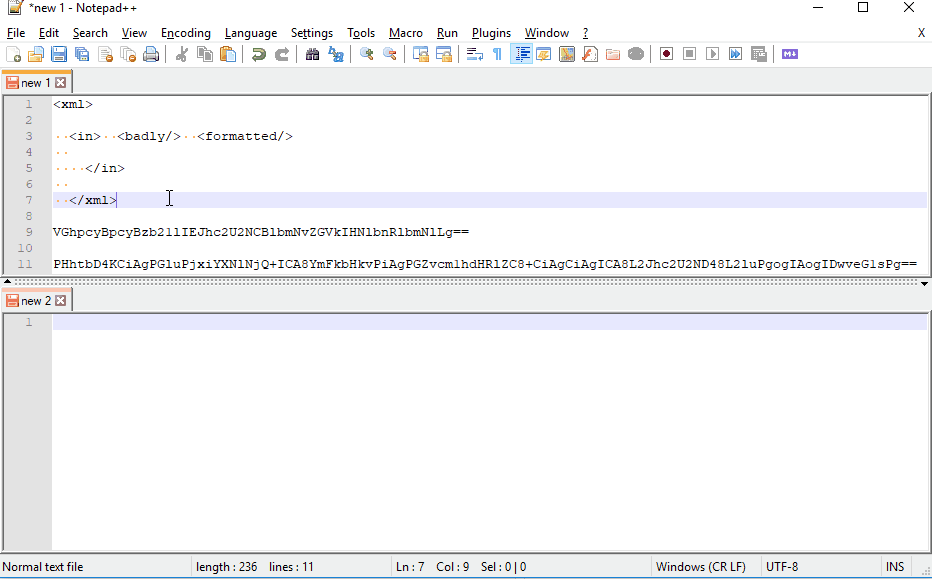 *new 1 - Notepad++
File Edit Search View Encoding Language Settings Tools Macro Run Plugins Window ? X
new 1
1 <xml>
2
3 <in> <badly/> <formatted/>
4
5 </in>
6
7 </xml>
8
9 VGhpcyBpcyBzb21lIEJhc2U2NCBlbmNvZGVkIHNlbnRlbmNlLg==
10
11 PHhtbD4KCiAgPGluPjxiYXNlNjQ+ICA8YmFkbHkvPiAgPGZvcm1hdHRlZC8+CiAgCiAgICA8L2Jhc2U2ND48L2luPgogIAogIDwveG1sPg==
new 2
1
Normal text file length : 236 lines : 11 Ln : 7 Col : 9 Sel : 0 | 0 Windows (CR LF) UTF-8 INS